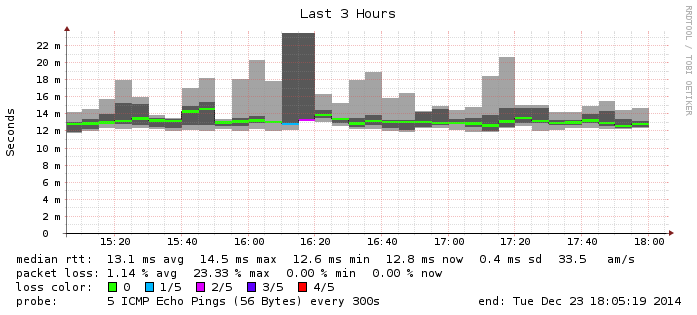 Last 3 Hours
RRDTOOL / TOBI OETIKER
Seconds
22 m
20 m
18 m
16 m
14 m
12 m
10 m
8 m
6 m
4 m
2 m
0
15:20 15:40 16:00 16:20 16:40 17:00 17:20 17:40 18:00
median rtt: 13.1 ms avg 14.5 ms max 12.6 ms min 12.8 ms now 0.4 ms sd 33.5 am/s
packet loss: 1.14 % avg 23.33 % max 0.00 % min 0.00 % now
loss color: 0 1/5 2/5 3/5 4/5
probe: 5 ICMP Echo Pings (56 Bytes) every 300s end: Tue Dec 23 18:05:19 2014